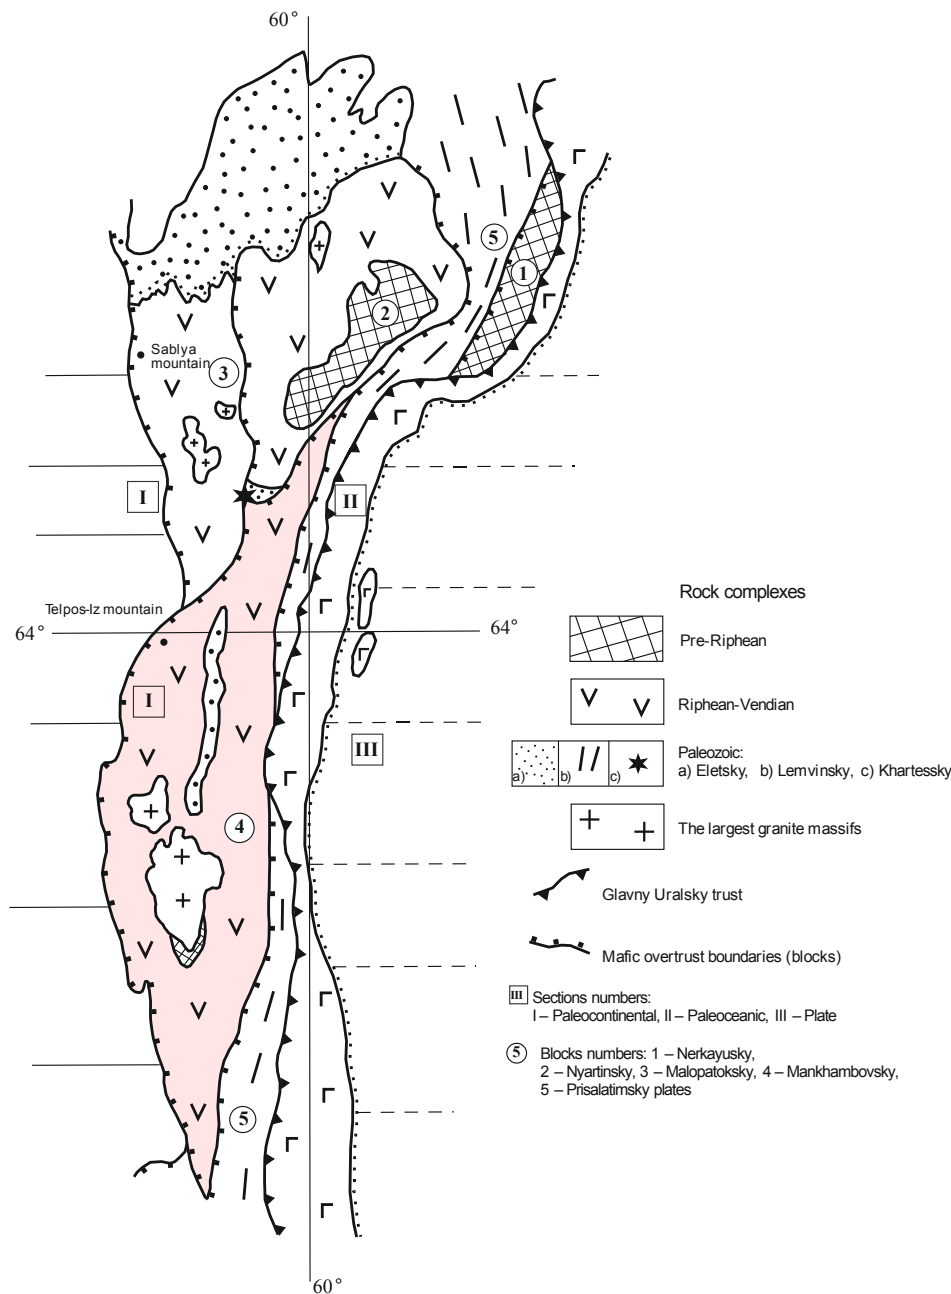 60°
5
1
2
Sablya
mountain
3
I
II
Telpos-Iz mountain
64°
64°
I
III
4
5
60°
Rock complexes
Pre-Riphean
Riphean-Vendian
a) b) c)
Paleozoic:
a) Eletsky, b) Lemvinsky, c) Khartessky
The largest granite massifs
Glavny Uralsky trust
Mafic overtrust boundaries (blocks)
III Sections numbers:
I – Paleocontinental, II – Paleoceanic, III – Plate
5 Blocks numbers: 1 – Nerkayusky,
2 – Nyartinsky, 3 – Malopatoksky, 4 – Mankhambovsky,
5 – Prisalatimsky plates